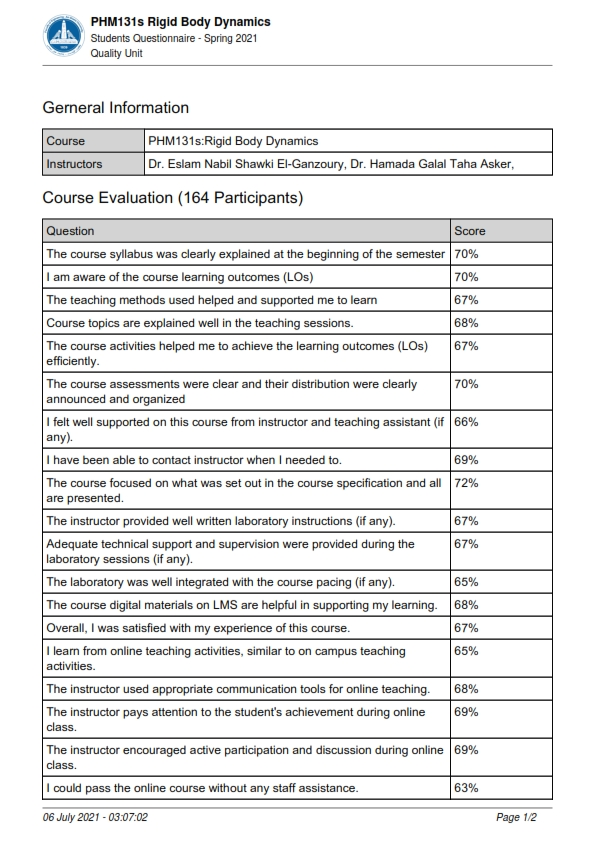 PHM131s Rigid Body Dynamics
Students Questionnaire - Spring 2021
Quality Unit
Gerneral Information
Course PHM131s:Rigid Body Dynamics
Instructors Dr. Eslam Nabil Shawki El-Ganzoury, Dr. Hamada Galal Taha Asker,
Course Evaluation (164 Participants)
Question Score
The course syllabus was clearly explained at the beginning of the semester 70%
I am aware of the course learning outcomes (LOs) 70%
The teaching methods used helped and supported me to learn 67%
Course topics are explained well in the teaching sessions. 68%
The course activities helped me to achieve the learning outcomes (LOs) 67%
efficiently.
The course assessments were clear and their distribution were clearly 70%
announced and organized
I felt well supported on this course from instructor and teaching assistant (if 66%
any).
I have been able to contact instructor when I needed to. 69%
The course focused on what was set out in the course specification and all 72%
are presented.
The instructor provided well written laboratory instructions (if any). 67%
Adequate technical support and supervision were provided during the 67%
laboratory sessions (if any).
The laboratory was well integrated with the course pacing (if any). 65%
The course digital materials on LMS are helpful in supporting my learning. 68%
Overall, I was satisfied with my experience of this course. 67%
I learn from online teaching activities, similar to on campus teaching 65%
activities.
The instructor used appropriate communication tools for online teaching. 68%
The instructor pays attention to the student's achievement during online 69%
class.
The instructor encouraged active participation and discussion during online 69%
class.
I could pass the online course without any staff assistance. 63%
06 July 2021 - 03:07:02 Page 1/2